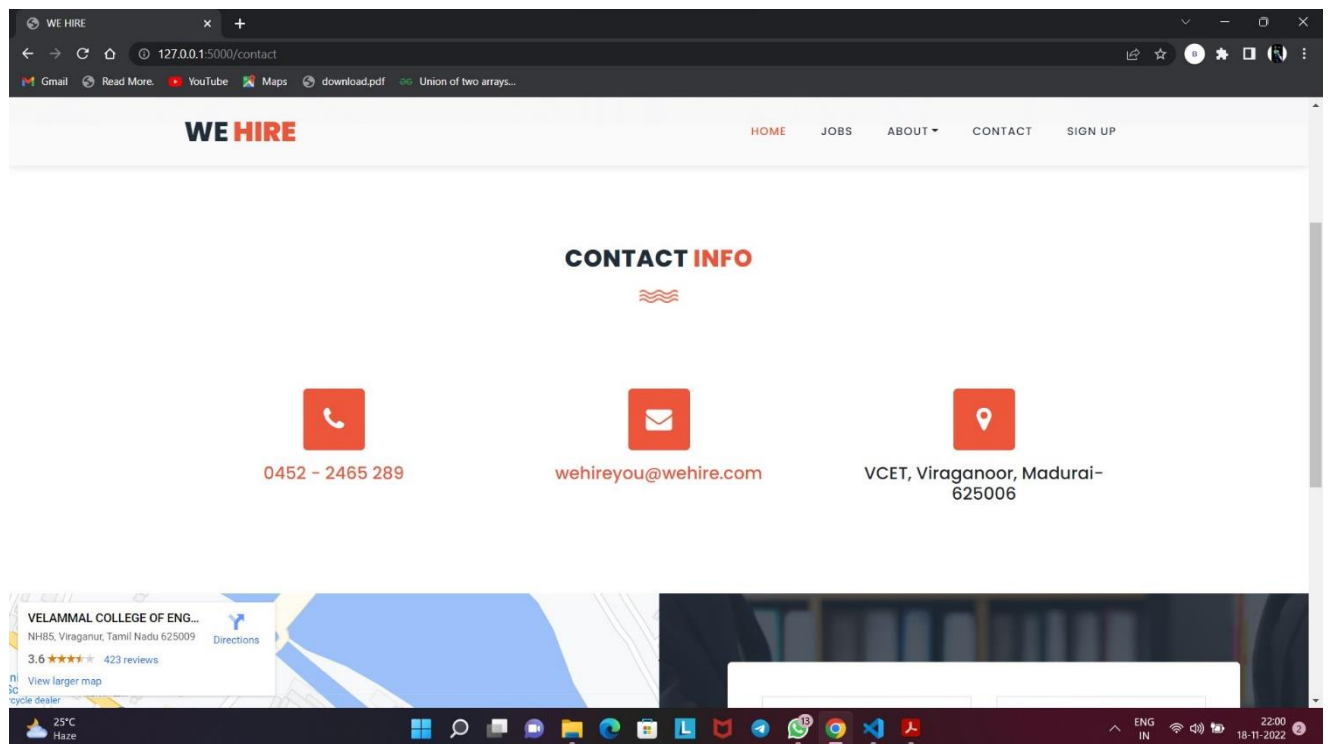 WE HIRE
127.0.0.1:5000/contact
B
Gmail Read More. YouTube Maps download.pdf Union of two arrays...
WE HIRE
HOME JOBS ABOUT CONTACT SIGN UP
CONTACT INFO
0452 - 2465 289
wehireyou@wehire.com
VCET, Viraganoor, Madurai-
625006
VELAMMAL COLLEGE OF ENG...
NH85, Viraganur, Tamil Nadu 625009
Directions
3.6 423 reviews
View larger map
cycle dealer
25°C
Haze
L
13
ENG
IN
22:00
18-11-2022
2